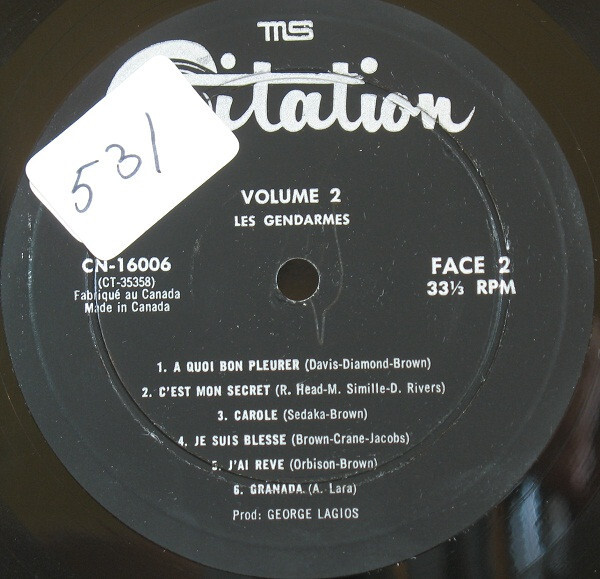 MS
Citation
531
VOLUME 2
LES GENDARMES
CN-16006
(CT-35358)
Fabriqué au Canada
Made in Canada
FACE 2
33⅓ RPM
1. A QUOI BON PLEURER (Davis-Diamond-Brown)
2. C'EST MON SECRET (R. Head-M. Simille-D. Rivers)
3. CAROLE (Sedaka-Brown)
4. JE SUIS BLESSE (Brown-Crane-Jacobs)
5. J'AI REVE (Orbison-Brown)
6. GRANADA (A. Lara)
Prod: GEORGE LAGIOS